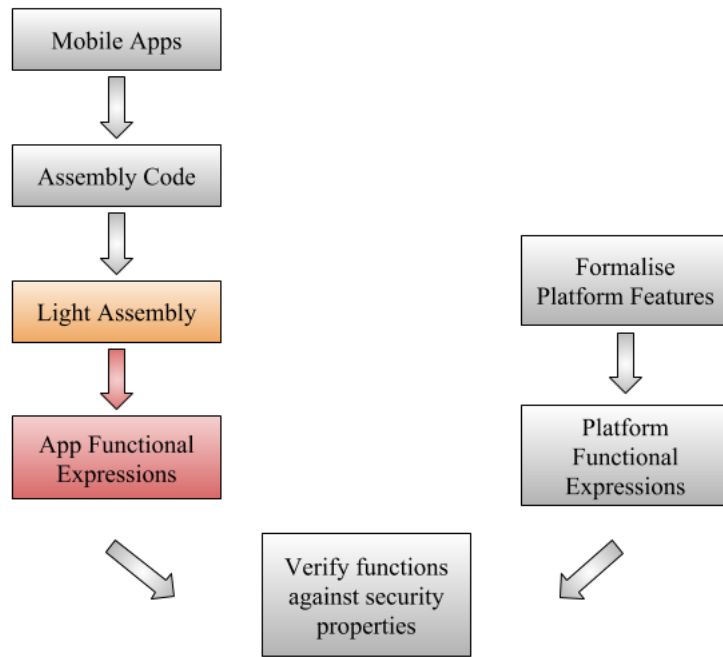 Mobile Apps
Assembly Code
Light Assembly
App Functional
Expressions
Formalise
Platform Features
Platform
Functional
Expressions
Verify functions
against security
properties